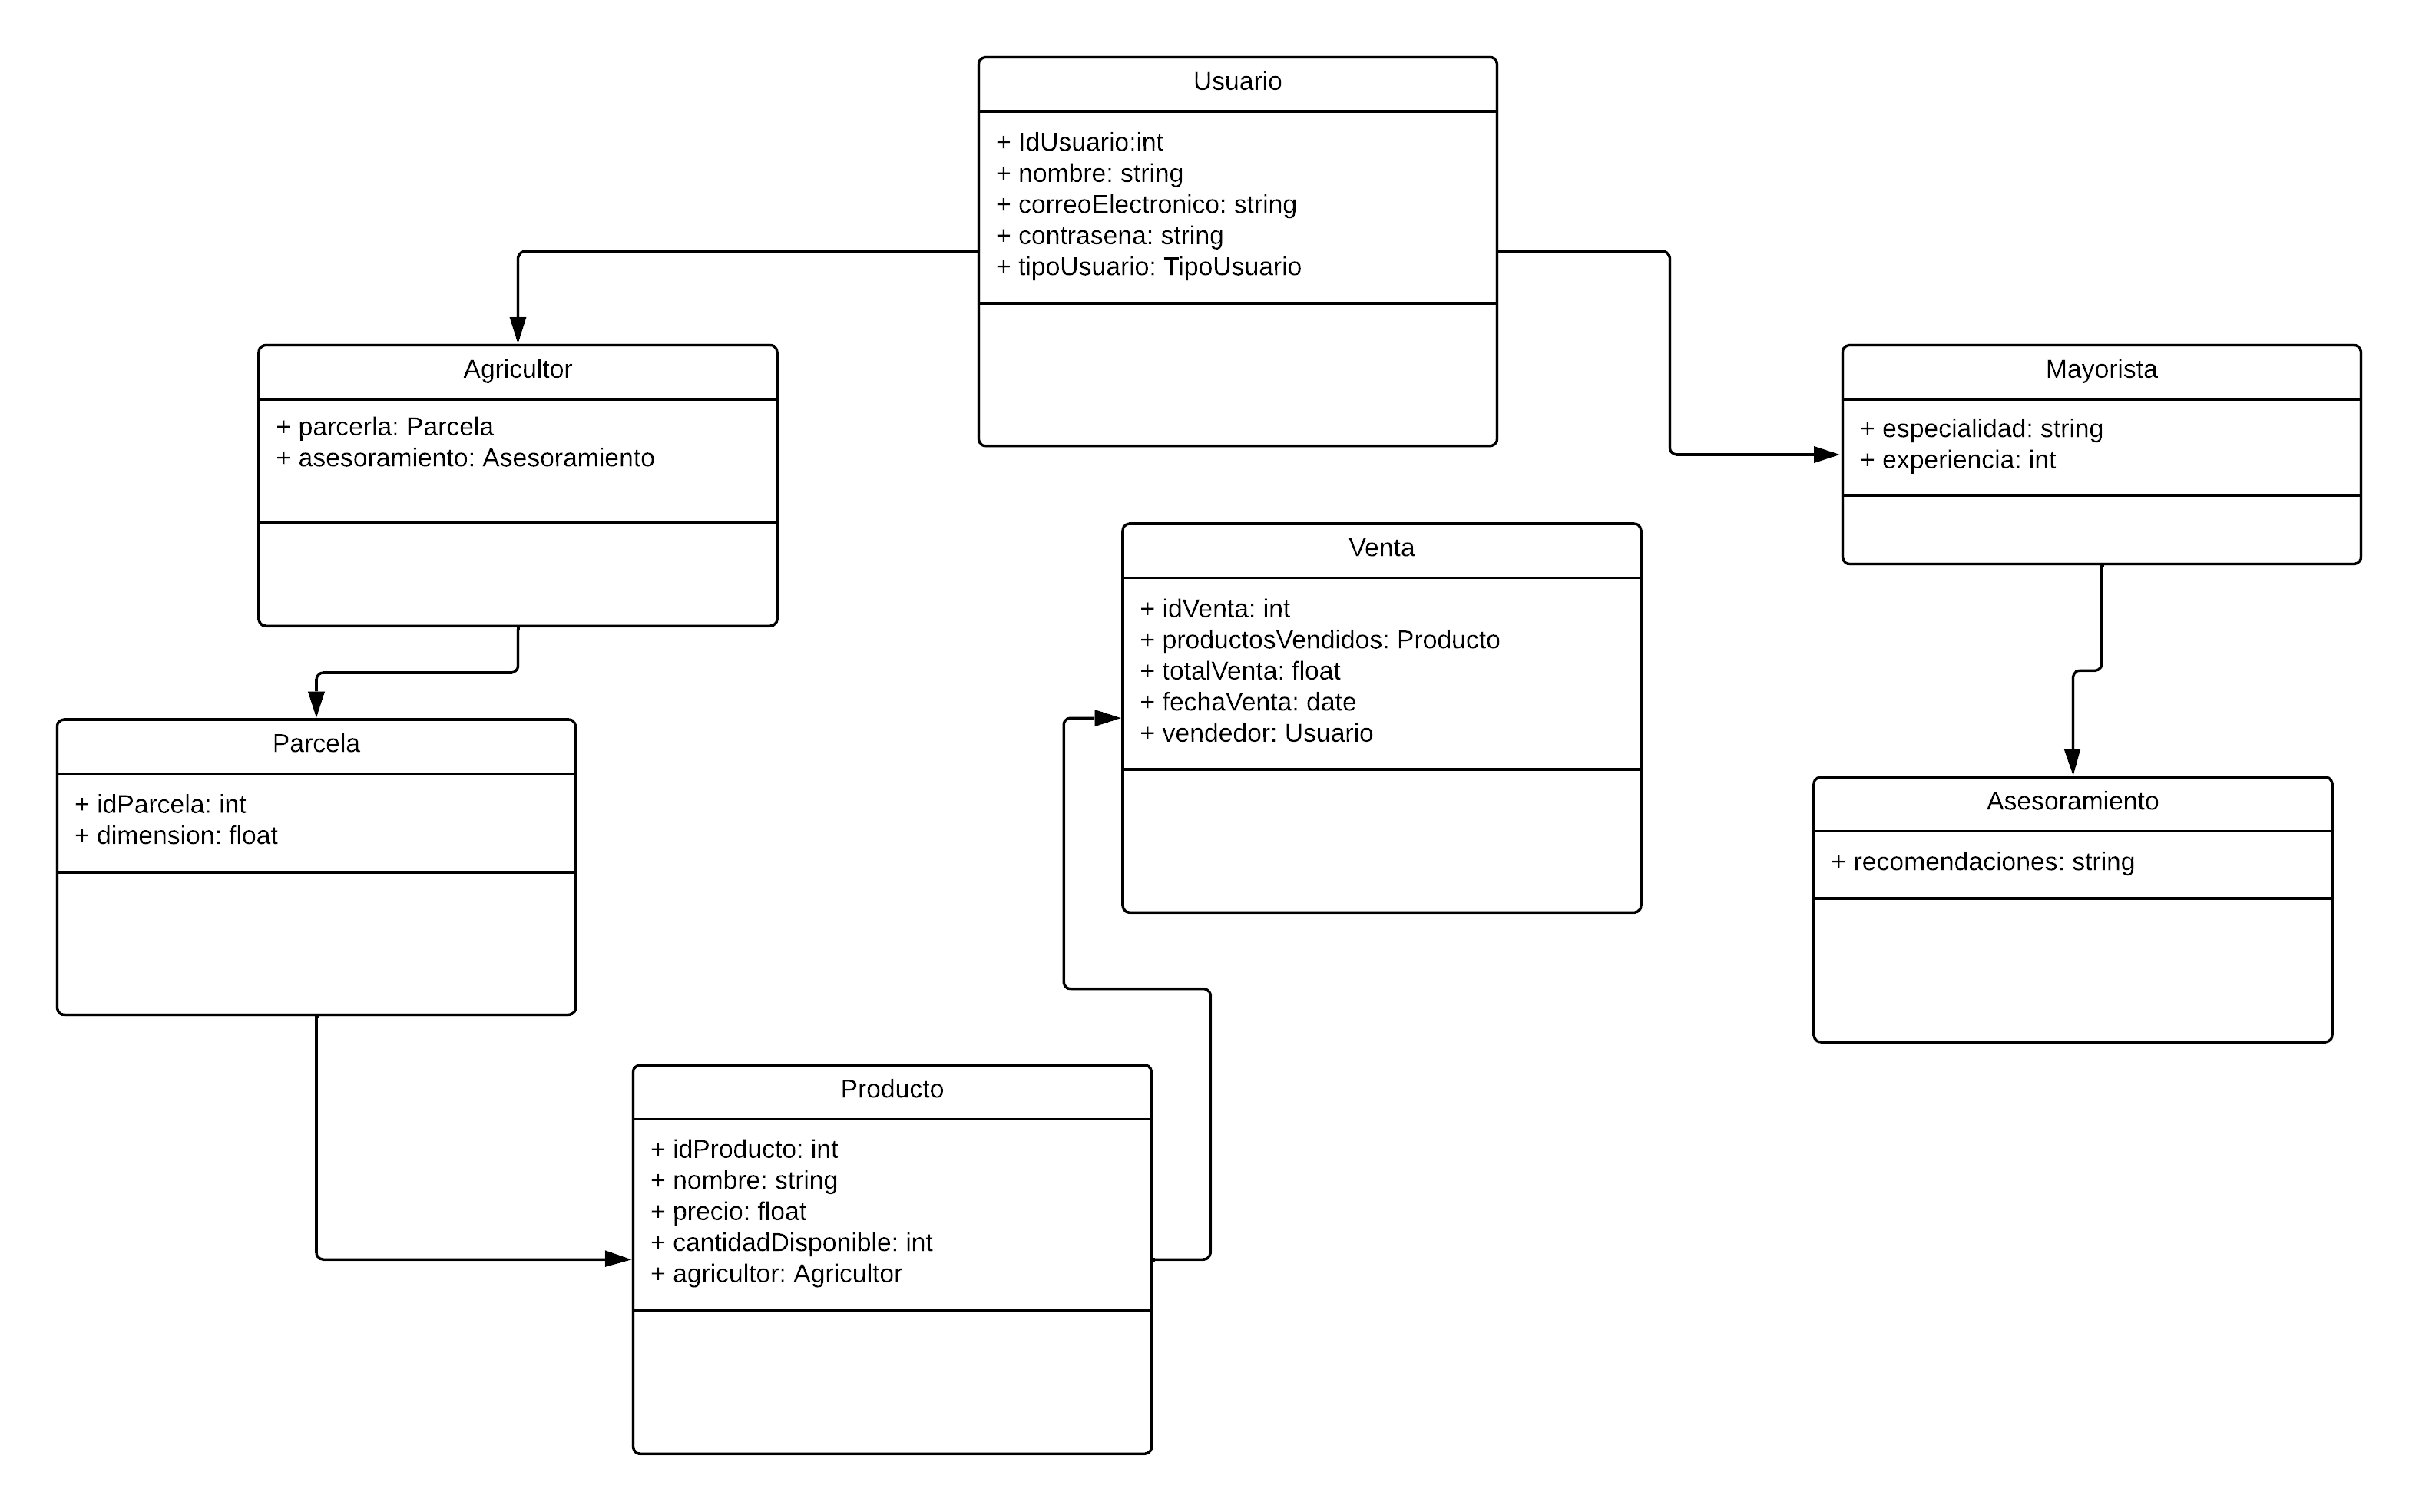 Usuario
+ IdUsuario:int
+ nombre: string
+ correoElectronico: string
+ contrasena: string
+ tipoUsuario: TipoUsuario
Agricultor
+ parcerla: Parcela
+ asesoramiento: Asesoramiento
Mayorista
+ especialidad: string
+ experiencia: int
Venta
+ idVenta: int
+ productosVendidos: Producto
+ totalVenta: float
+ fechaVenta: date
+ vendedor: Usuario
Parcela
+ idParcela: int
+ dimension: float
Asesoramiento
+ recomendaciones: string
Producto
+ idProducto: int
+ nombre: string
+ precio: float
+ cantidadDisponible: int
+ agricultor: Agricultor